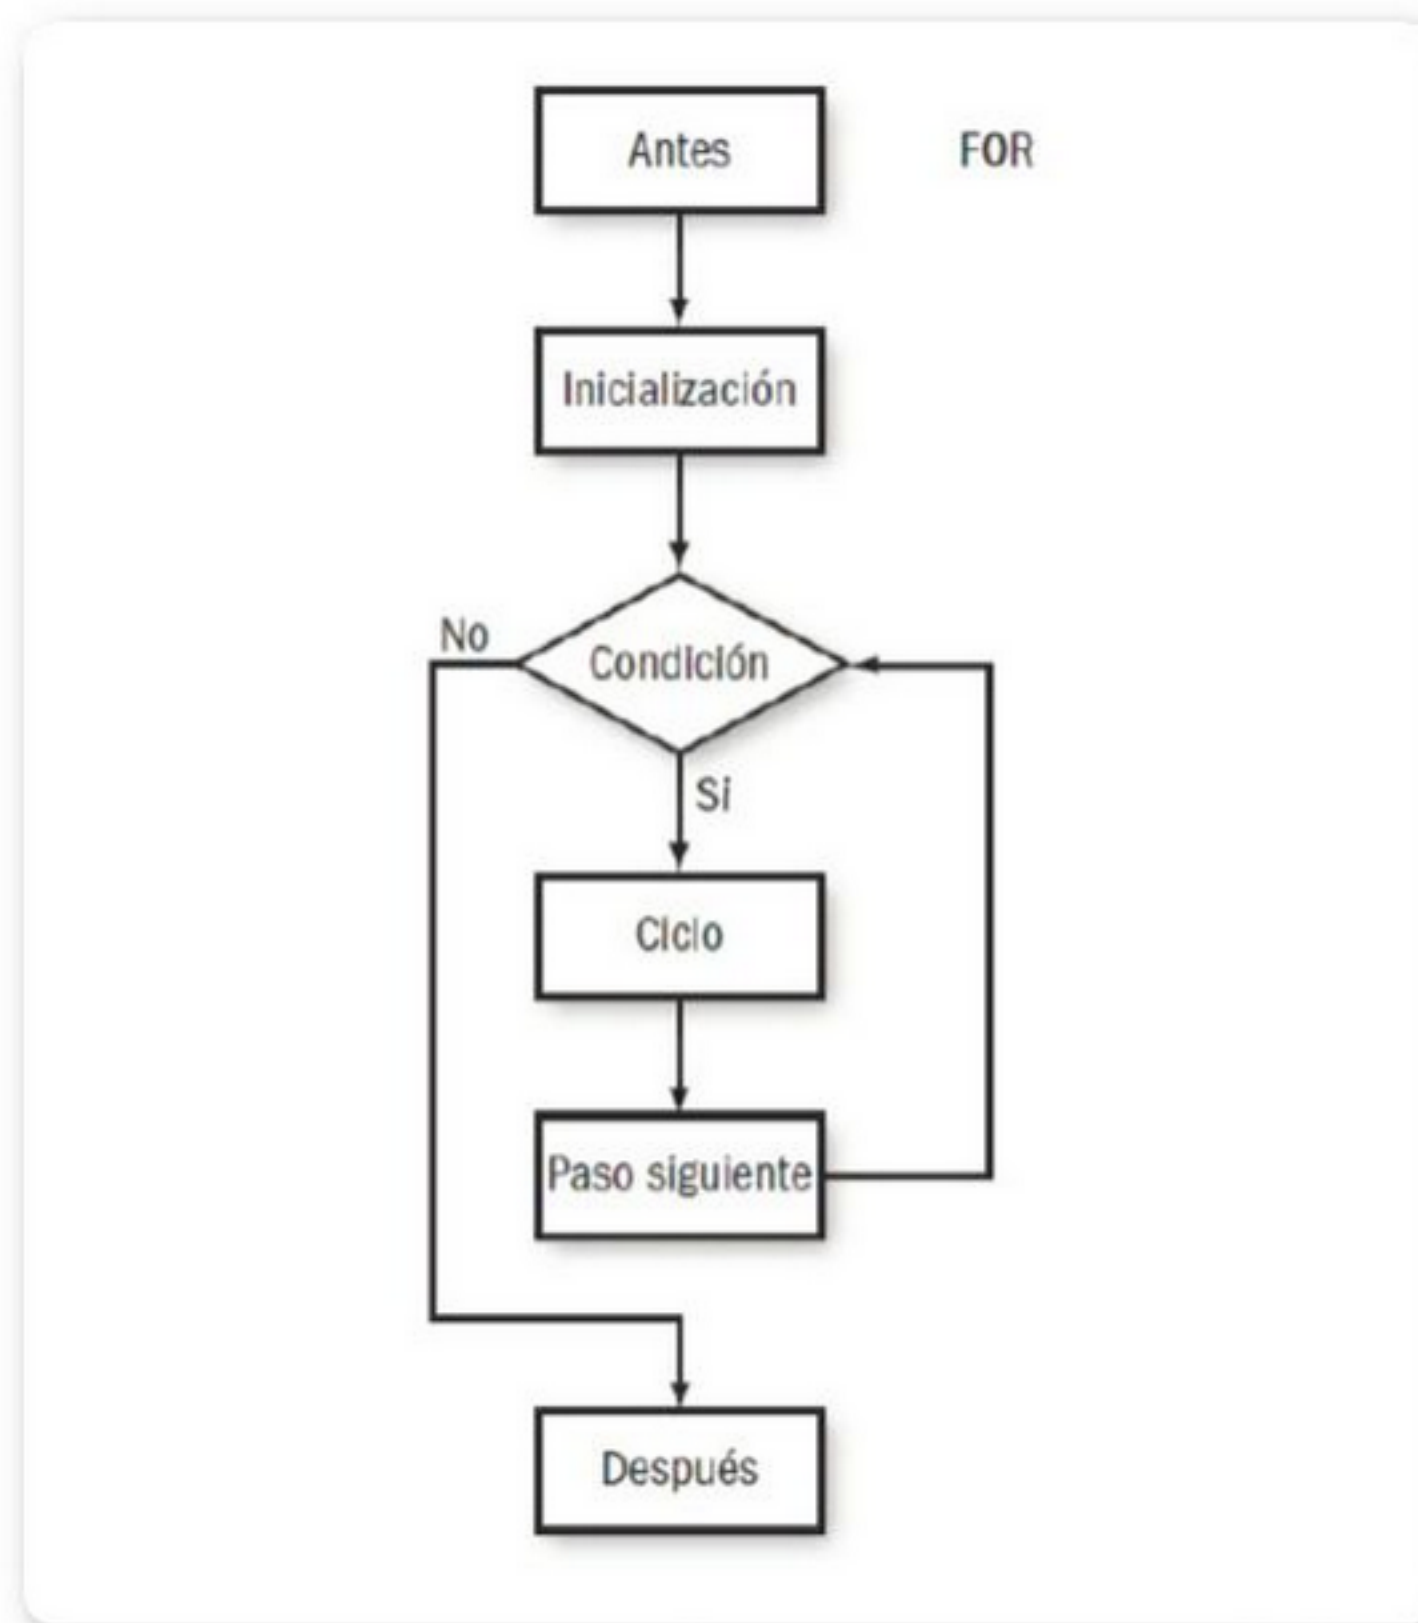 Antes
FOR
Inicialización
Condición
No
Si
Ciclo
Paso siguiente
Después